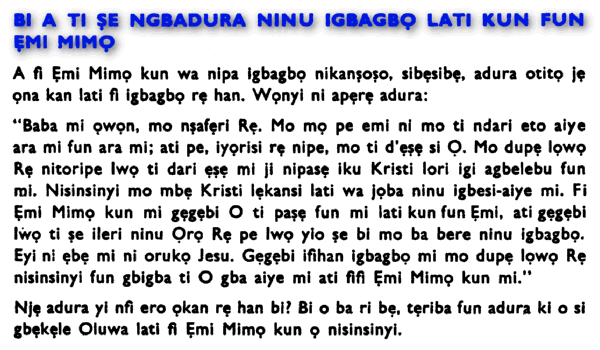 BI A TI ṢE NGBADURA NINU IGBAGBỌ LATI KUN FUN
ẸMI MIMỌ
A fi Ẹmi Mimọ kun wa nipa igbagbọ nikanṣoṣo, sibẹsibẹ, adura otitọ jẹ
ọna kan lati fi igbagbọ rẹ han. Wọnyi ni apẹrẹ adura:
“Baba mi ọwọn, mo nṣafẹri Rẹ. Mo mọ pe emi ni mo ti ndari eto aiye
ara mi fun ara mi; ati pe, iyọrisi rẹ nipe, mo ti d’ẹṣẹ si Ọ. Mo dupẹ lọwọ
Rẹ nitoripe Iwọ ti dari ẹṣẹ mi ji nipasẹ iku Kristi lori igi agbelebu fun
mi. Nisinsinyi mo mbẹ Kristi lẹkansi lati wa jọba ninu igbesi-aiye mi. Fi
Ẹmi Mimọ kun mi gẹgẹbi O ti paṣẹ fun mi lati kun fun Ẹmi, ati gẹgẹbi
Iwọ ti ṣe ileri ninu Ọrọ Rẹ pe Iwọ yio ṣe bi mo ba bere ninu igbagbọ.
Eyi ni ẹbẹ mi ni orukọ Jesu. Gẹgẹbi ifihan igbagbọ mi mo dupẹ lọwọ Rẹ
nisinsinyi fun gbigba ti O gba aiye mi ati fifi Ẹmi Mimọ kun mi.”
Njẹ adura yi nfi ero ọkan rẹ han bi? Bi o ba ri bẹ, tẹriba fun adura ki o si
gbẹkẹle Oluwa lati fi Ẹmi Mimọ kun ọ nisinsinyi.